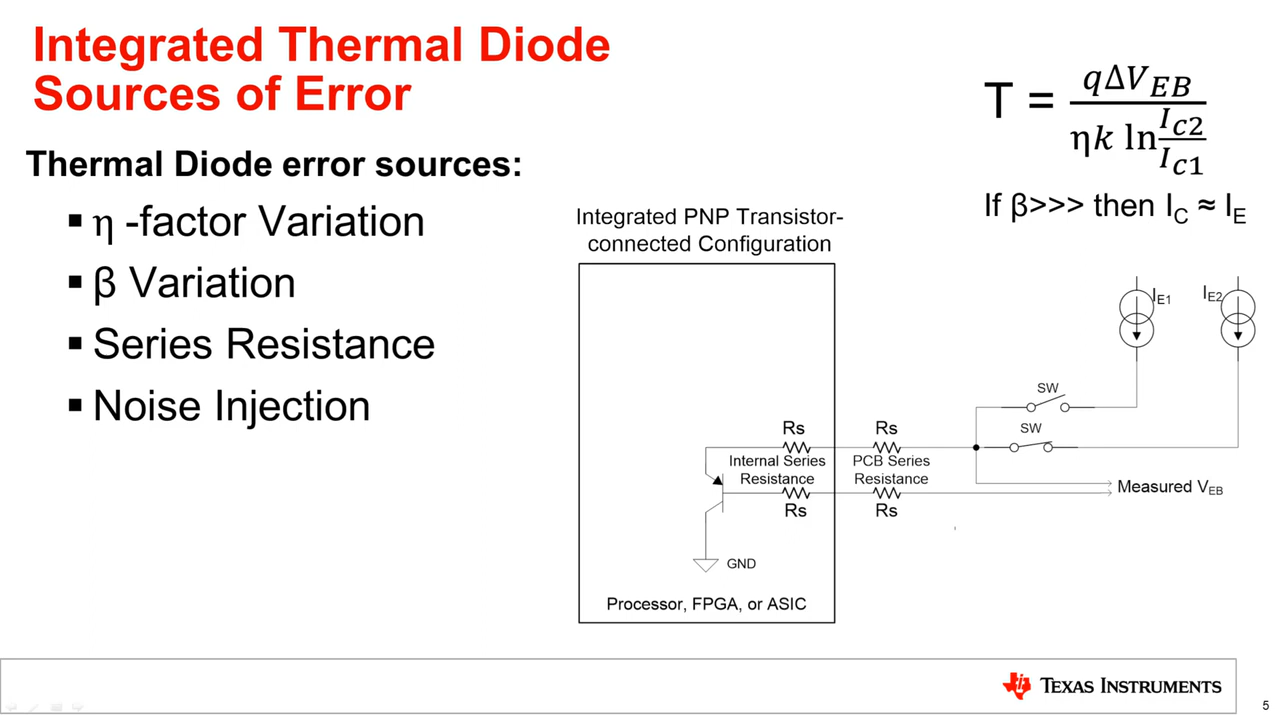 Integrated Thermal Diode
Sources of Error
T = qΔV_EB / ηk ln I_c2/I_c1
If β>>> then I_C ≈ I_E
Thermal Diode error sources:
▪ η -factor Variation
▪ β Variation
▪ Series Resistance
▪ Noise Injection
Integrated PNP Transistor-
connected Configuration
I_E1
I_E2
SW
SW
Rs
Rs
Internal Series
Resistance
PCB Series
Resistance
Rs
Rs
Measured V_EB
GND
Processor, FPGA, or ASIC
TEXAS INSTRUMENTS
5